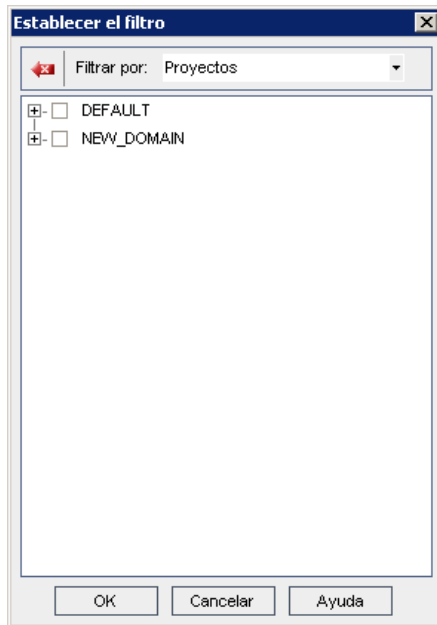 Establecer el filtro
Filtrar por: Proyectos
DEFAULT
NEW_DOMAIN
OK Cancelar Ayuda